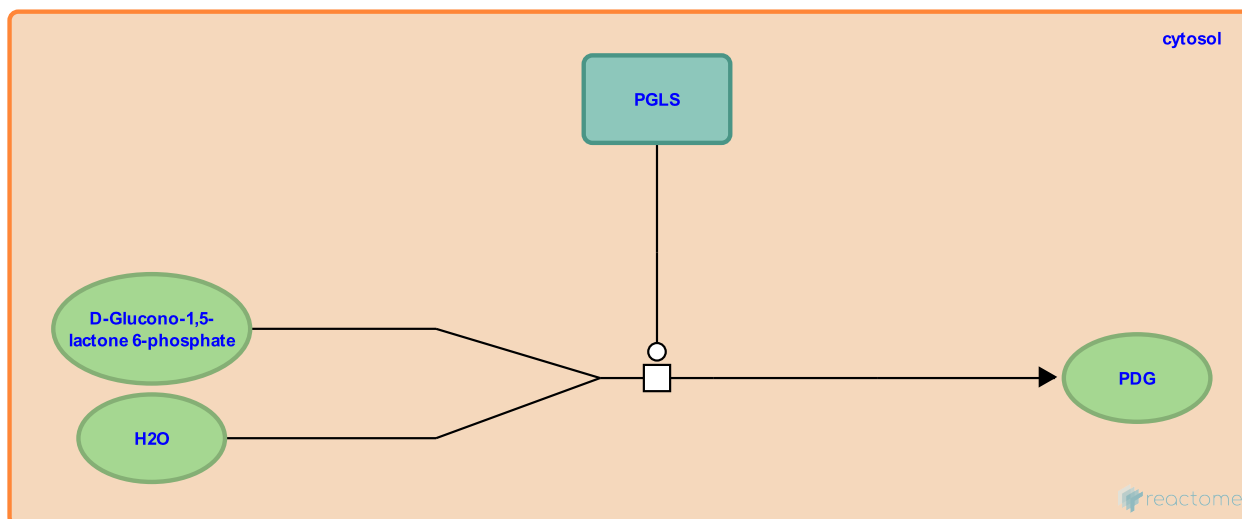 cytosol
PGLS
D-Glucono-1,5-
lactone 6-phosphate
H2O
PDG
reactome